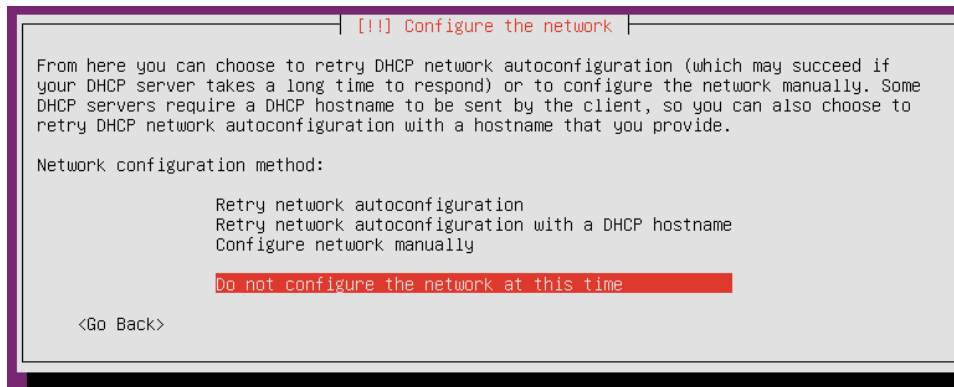 [!!] Configure the network
From here you can choose to retry DHCP network autoconfiguration (which may succeed if
your DHCP server takes a long time to respond) or to configure the network manually. Some
DHCP servers require a DHCP hostname to be sent by the client, so you can also choose to
retry DHCP network autoconfiguration with a hostname that you provide.
Network configuration method:
Retry network autoconfiguration
Retry network autoconfiguration with a DHCP hostname
Configure network manually
Do not configure the network at this time
<Go Back>